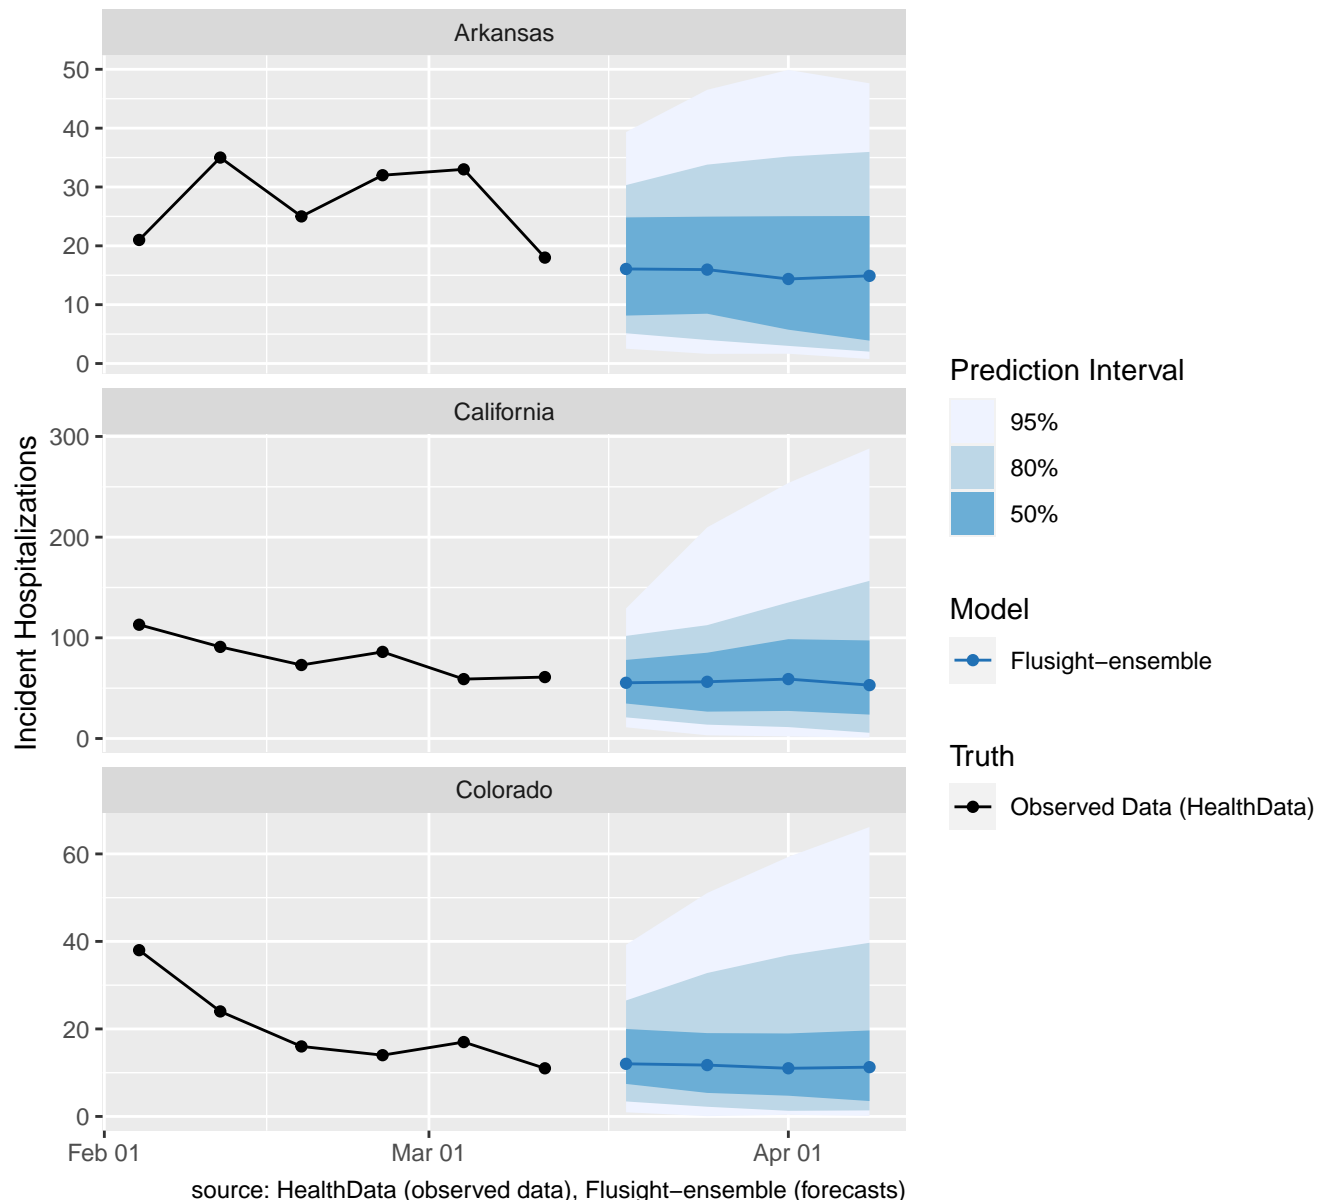 Arkansas
50
40
30
20
10
0
California
300
200
100
0
Colorado
60
40
20
0
Feb 01
Mar 01
Apr 01
Incident Hospitalizations
source: HealthData (observed data), Flusight−ensemble (forecasts)
Prediction Interval
95%
80%
50%
Model
Flusight−ensemble
Truth
Observed Data (HealthData)